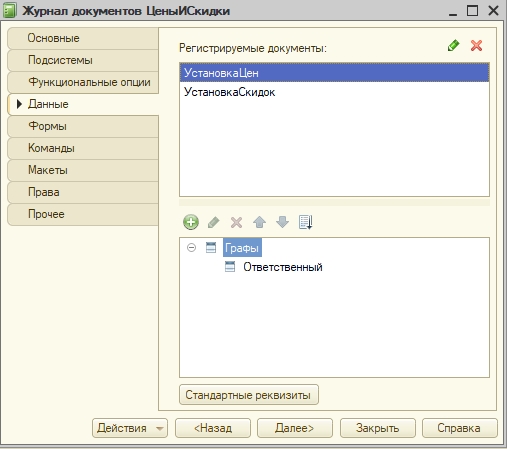 Журнал документов ЦеныИСкидки
Основные
Подсистемы
Функциональные опции
Данные
Формы
Команды
Макеты
Права
Прочее
Регистрируемые документы:
УстановкаЦен
УстановкаСкидок
Графы
Ответственный
Стандартные реквизиты
Действия
<Назад
Далее>
Закрыть
Справка